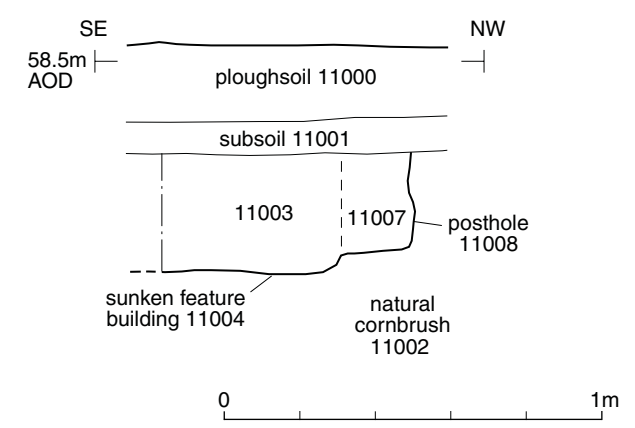 SE
NW
58.5m
AOD
ploughsoil 11000
subsoil 11001
11003
11007
posthole
11008
sunken feature
building 11004
natural
cornbrush
11002
0
1m